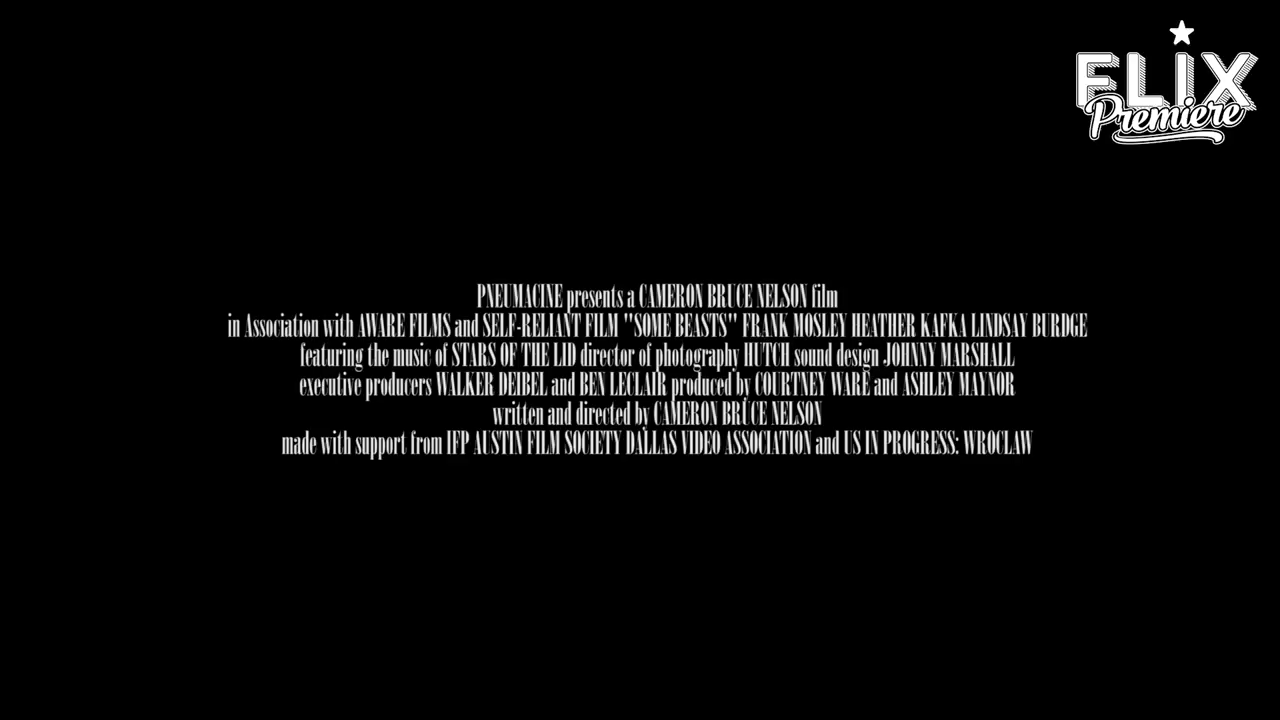 FLiX
Premiere
PNEUMACINE presents a CAMERON BRUCE NELSON film
in Association with AWARE FILMS and SELF-RELIANT FILM "SOME BEASTS" FRANK MOSLEY HEATHER KAFKA LINDSAY BURDGE
featuring the music of STARS OF THE LID director of photography HUTCH sound design JOHNNY MARSHALL
executive producers WALKER DEIBEL and BEN LECLAIR produced by COURTNEY WARE and ASHLEY MAYNOR
written and directed by CAMERON BRUCE NELSON
made with support from IFP AUSTIN FILM SOCIETY DALLAS VIDEO ASSOCIATION and US IN PROGRESS: WROCLAW